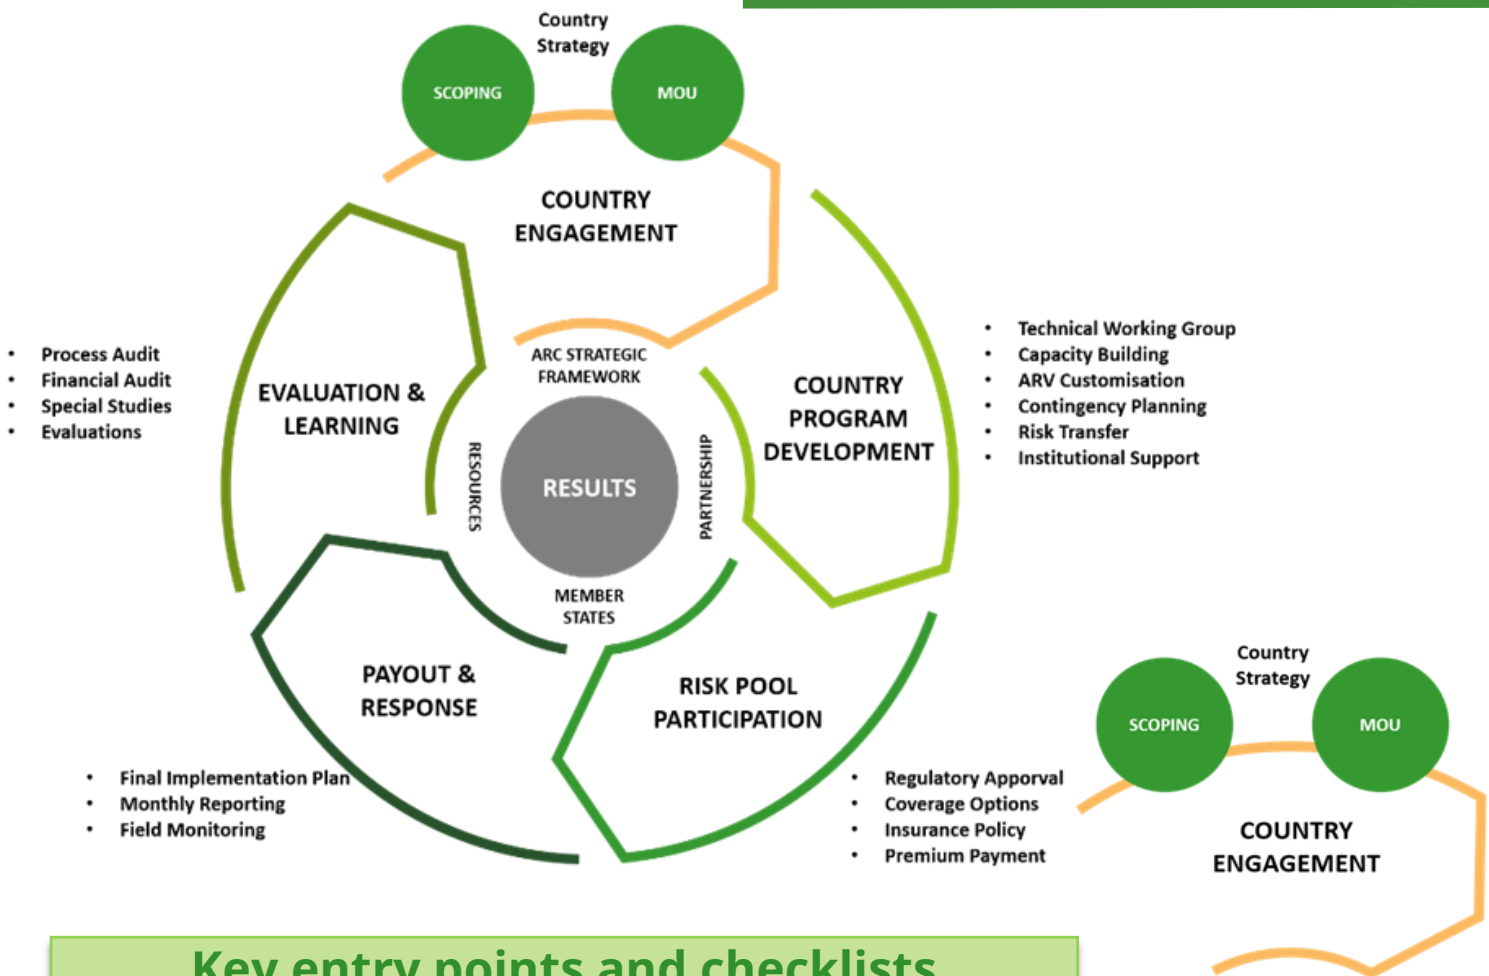 Country
Strategy
SCOPING
MOU
COUNTRY
ENGAGEMENT
ARC STRATEGIC
FRAMEWORK
COUNTRY
PROGRAM
DEVELOPMENT
• Technical Working Group
• Capacity Building
• ARV Customisation
• Contingency Planning
• Risk Transfer
• Institutional Support
• Process Audit
• Financial Audit
• Special Studies
• Evaluations
EVALUATION &
LEARNING
RESOURCES
RESULTS
PARTNERSHIP
MEMBER
STATES
PAYOUT &
RESPONSE
RISK POOL
PARTICIPATION
• Final Implementation Plan
• Monthly Reporting
• Field Monitoring
• Regulatory Apporval
• Coverage Options
• Insurance Policy
• Premium Payment
Country
Strategy
SCOPING
MOU
COUNTRY
ENGAGEMENT
Key entry points and checklists